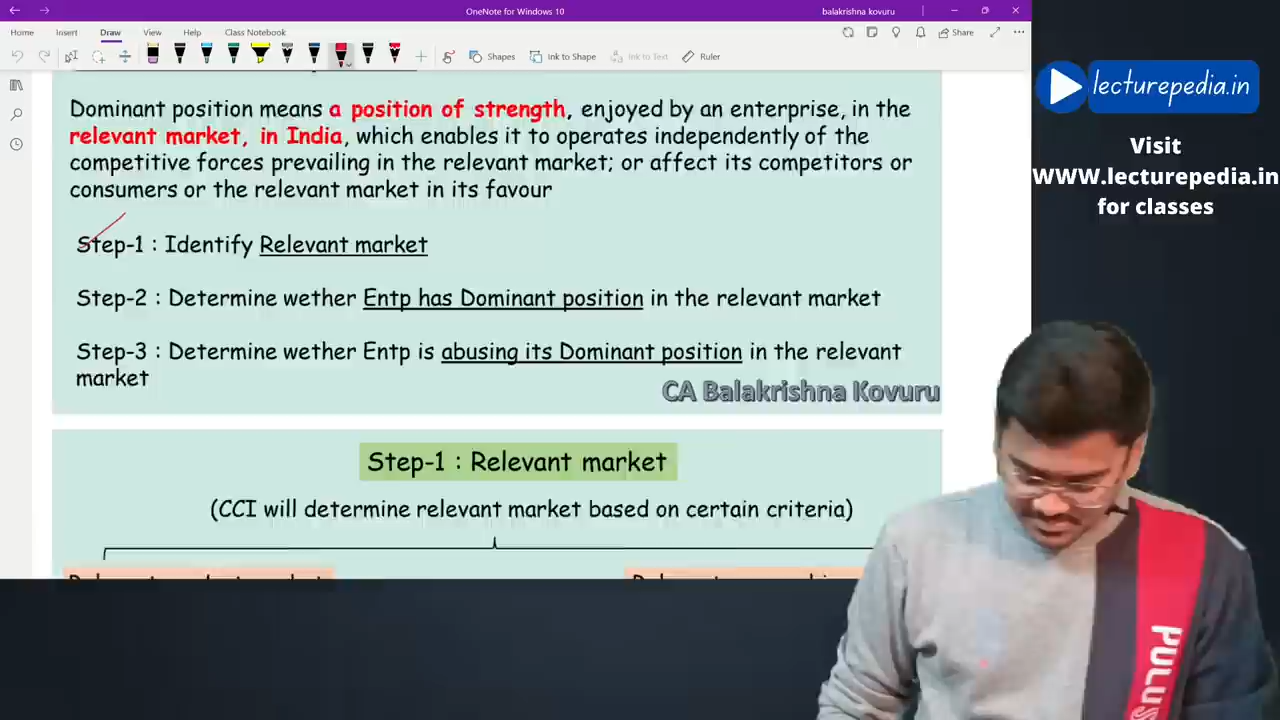 OneNote for Windows 10
balakrishna kovuru
Home Insert Draw View Help Class Notebook
Share
Shapes Ink to Shape Ink to Text Ruler
Dominant position means a position of strength, enjoyed by an enterprise, in the
relevant market, in India, which enables it to operates independently of the
competitive forces prevailing in the relevant market; or affect its competitors or
consumers or the relevant market in its favour
Step-1 : Identify Relevant market
Step-2 : Determine wether Entp has Dominant position in the relevant market
Step-3 : Determine wether Entp is abusing its Dominant position in the relevant
market
CA Balakrishna Kovuru
Step-1 : Relevant market
(CCI will determine relevant market based on certain criteria)
lecturepedia.in
Visit
WWW.lecturepedia.in
for classes